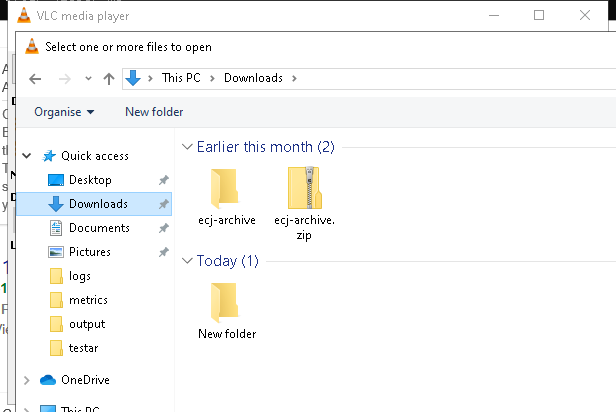 VLC media player
Select one or more files to open
This PC > Downloads >
Organise
New folder
Quick access
Desktop
Downloads
Documents
Pictures
logs
metrics
output
testar
OneDrive
This PC
Earlier this month (2)
ecj-archive
ecj-archive.
zip
Today (1)
New folder